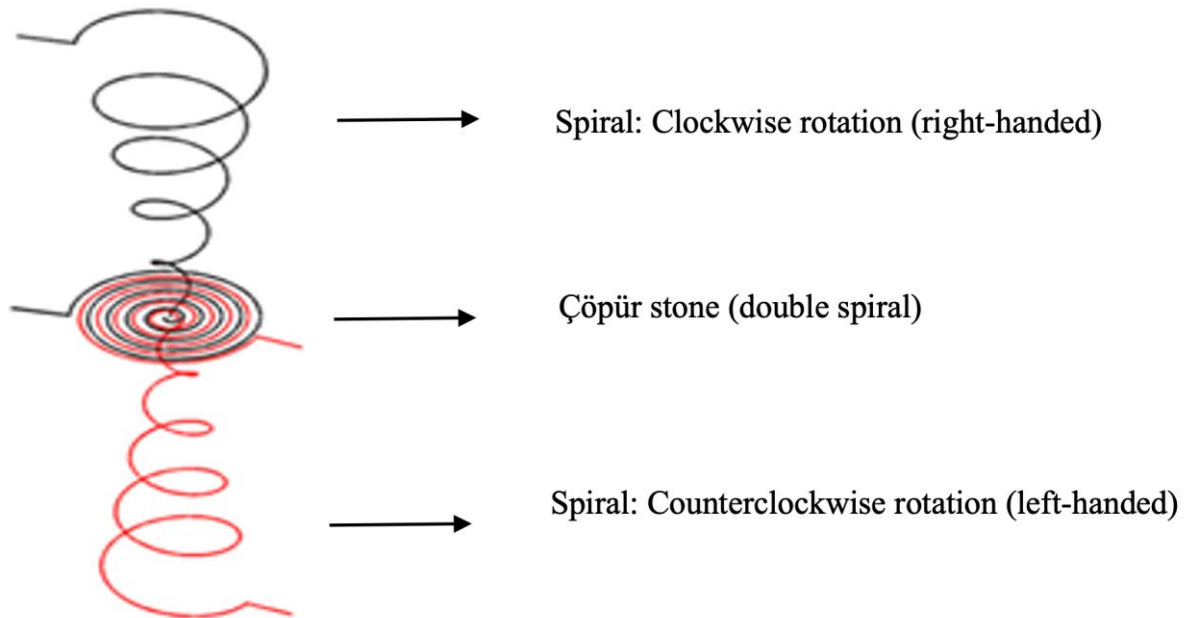 Spiral: Clockwise rotation (right-handed)
Çöpür stone (double spiral)
Spiral: Counterclockwise rotation (left-handed)